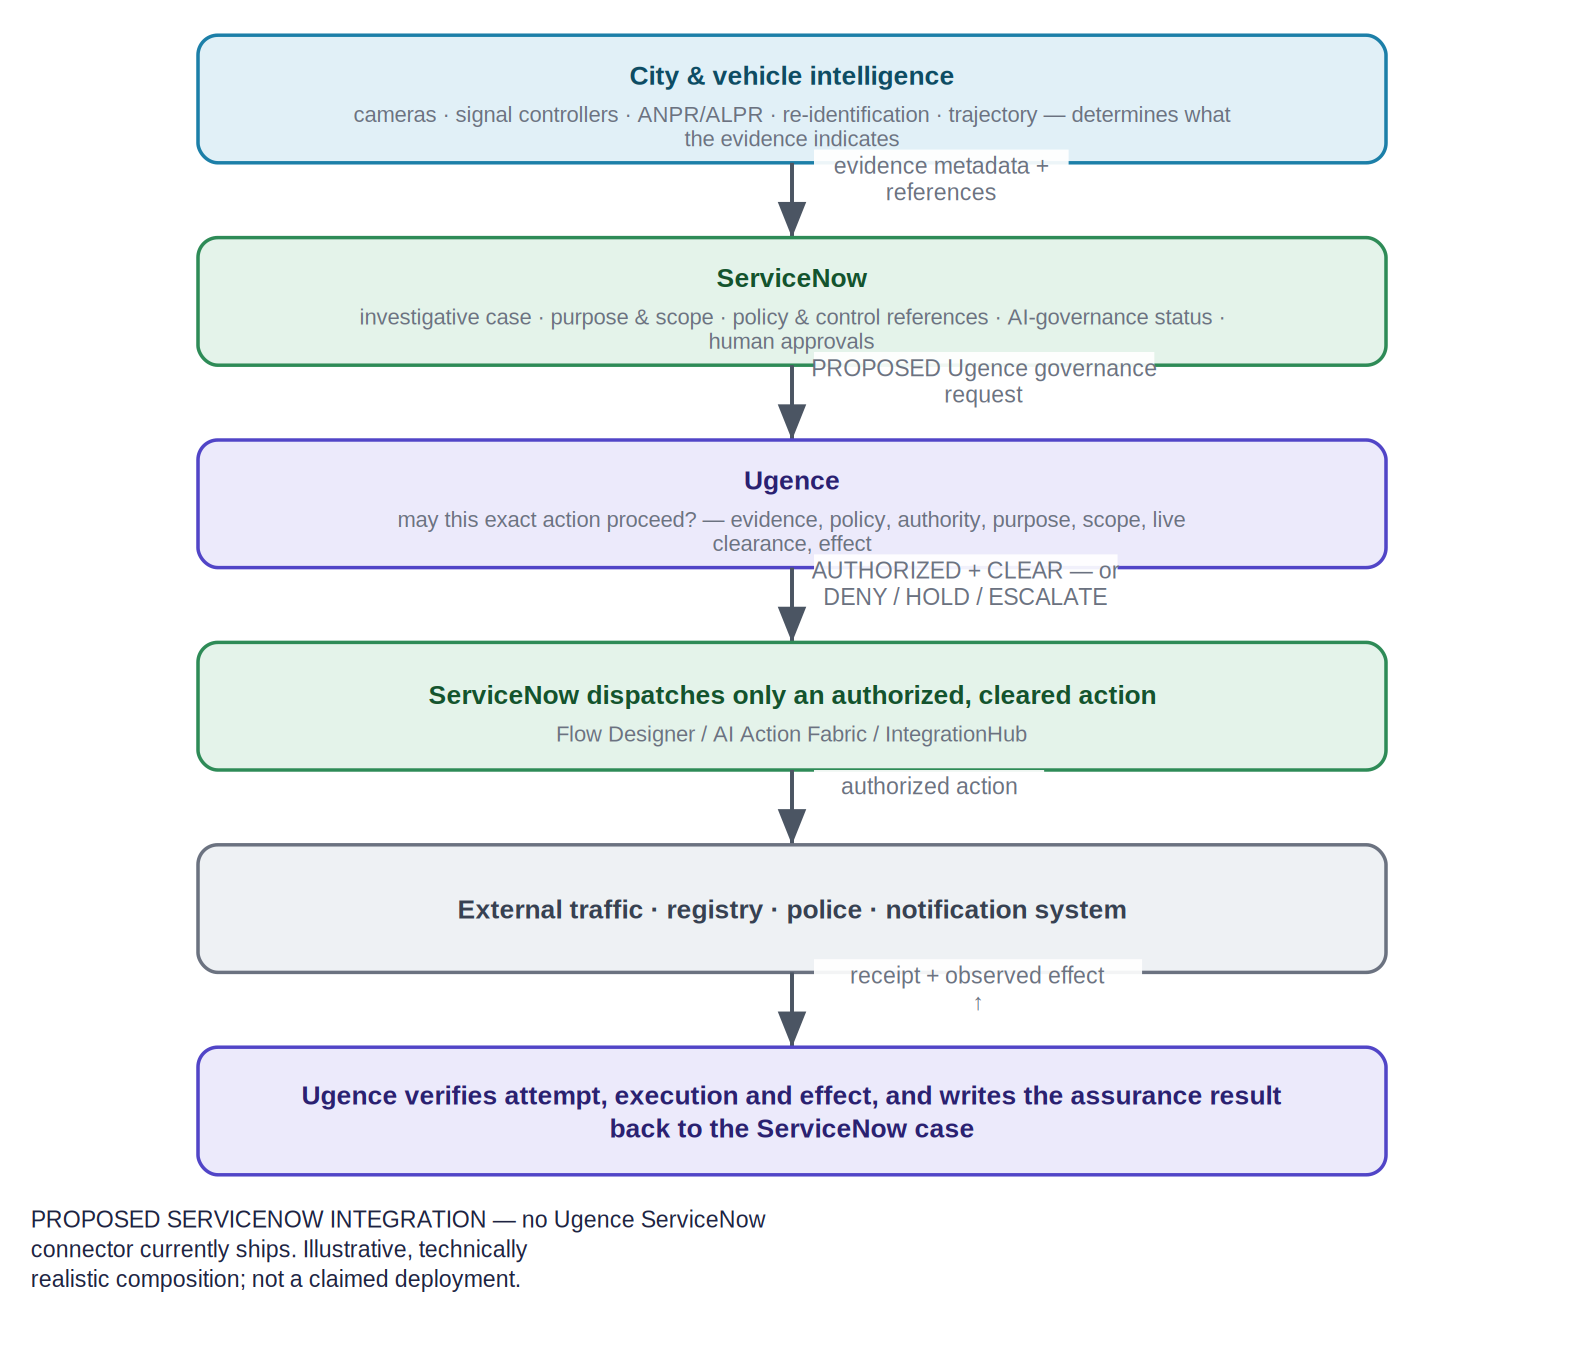 City & vehicle intelligence
cameras · signal controllers · ANPR/ALPR · re-identification · trajectory — determines what
the evidence indicates
evidence metadata +
references
ServiceNow
investigative case · purpose & scope · policy & control references · AI-governance status ·
human approvals
PROPOSED Ugence governance
request
Ugence
may this exact action proceed? — evidence, policy, authority, purpose, scope, live
clearance, effect
AUTHORIZED + CLEAR — or
DENY / HOLD / ESCALATE
ServiceNow dispatches only an authorized, cleared action
Flow Designer / AI Action Fabric / IntegrationHub
authorized action
External traffic · registry · police · notification system
receipt + observed effect
↑
Ugence verifies attempt, execution and effect, and writes the assurance result
back to the ServiceNow case
PROPOSED SERVICENOW INTEGRATION — no Ugence ServiceNow
connector currently ships. Illustrative, technically
realistic composition; not a claimed deployment.